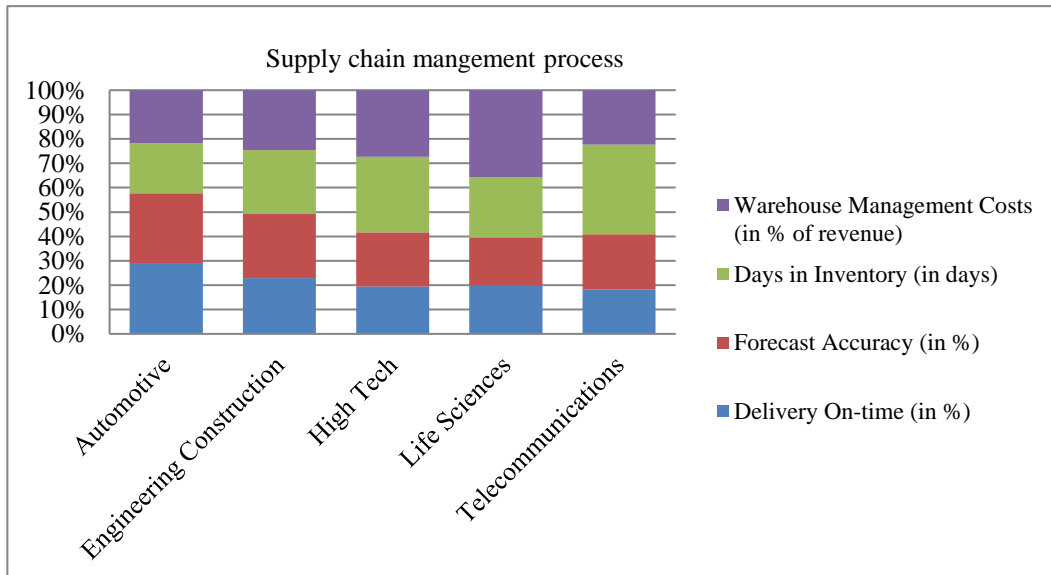 Supply chain mangement process
100%
90%
80%
70%
60%
50%
40%
30%
20%
10%
0%
Automotive
Engineering Construction
High Tech
Life Sciences
Telecommunications
Warehouse Management Costs
(in % of revenue)
Days in Inventory (in days)
Forecast Accuracy (in %)
Delivery On-time (in %)